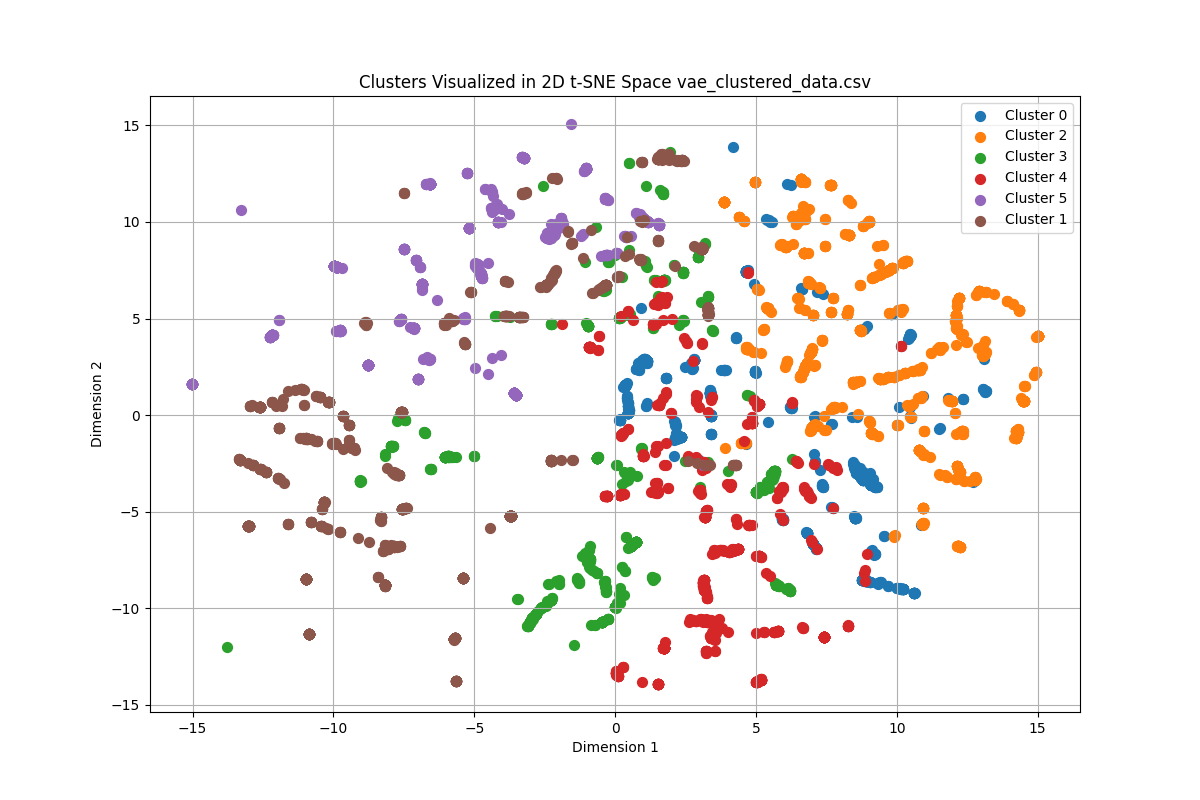 Clusters Visualized in 2D t-SNE Space vae_clustered_data.csv
Cluster 0
Cluster 2
Cluster 3
Cluster 4
Cluster 5
Cluster 1
15
10
5
0
−5
−10
−15
Dimension 2
−15
−10
−5
0
5
10
15
Dimension 1